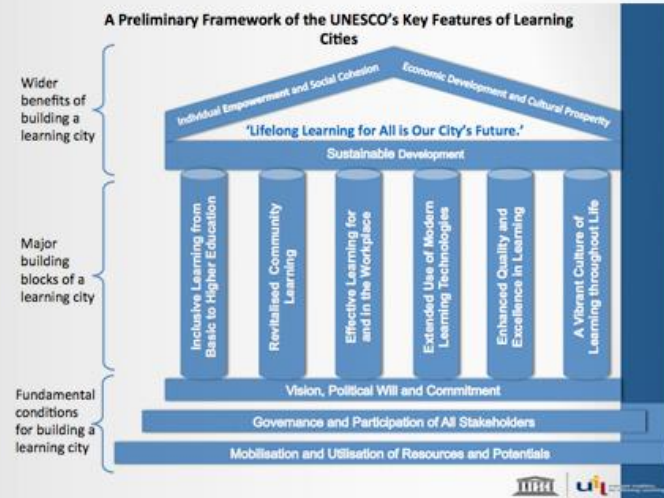 A Preliminary Framework of the UNESCO's Key Features of Learning
Cities
Wider
benefits of
building a
learning city
Individual Empowerment and Social Cohesion
Economic Development and Cultural Prosperity
'Lifelong Learning for All is Our City's Future.'
Sustainable Development
Major
building
blocks of a
learning city
Inclusive Learning from
Basic to Higher Education
Revitalised Community
Learning
Effective Learning for
and in the Workplace
Extended Use of Modern
Learning Technologies
Enhanced Quality and
Excellence in Learning
A Vibrant Culture of
Learning throughout Life
Fundamental
conditions
for building a
learning city
Vision, Political Will and Commitment
Governance and Participation of All Stakeholders
Mobilisation and Utilisation of Resources and Potentials
uil